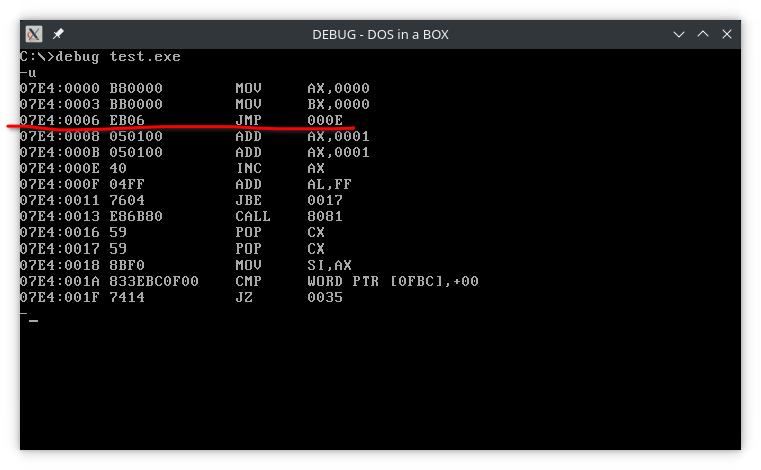 DEBUG - DOS in a BOX
C:\>debug test.exe
-u
07E4:0000 B80000 MOV AX,0000
07E4:0003 BB0000 MOV BX,0000
07E4:0006 EB06 JMP 000E
07E4:0008 050100 ADD AX,0001
07E4:000B 050100 ADD AX,0001
07E4:000E 40 INC AX
07E4:000F 04FF ADD AL,FF
07E4:0011 7604 JBE 0017
07E4:0013 E86B80 CALL 8081
07E4:0016 59 POP CX
07E4:0017 59 POP CX
07E4:0018 8BF0 MOV SI,AX
07E4:001A 833EBC0F00 CMP WORD PTR [0FBC],+00
07E4:001F 7414 JZ 0035
-_